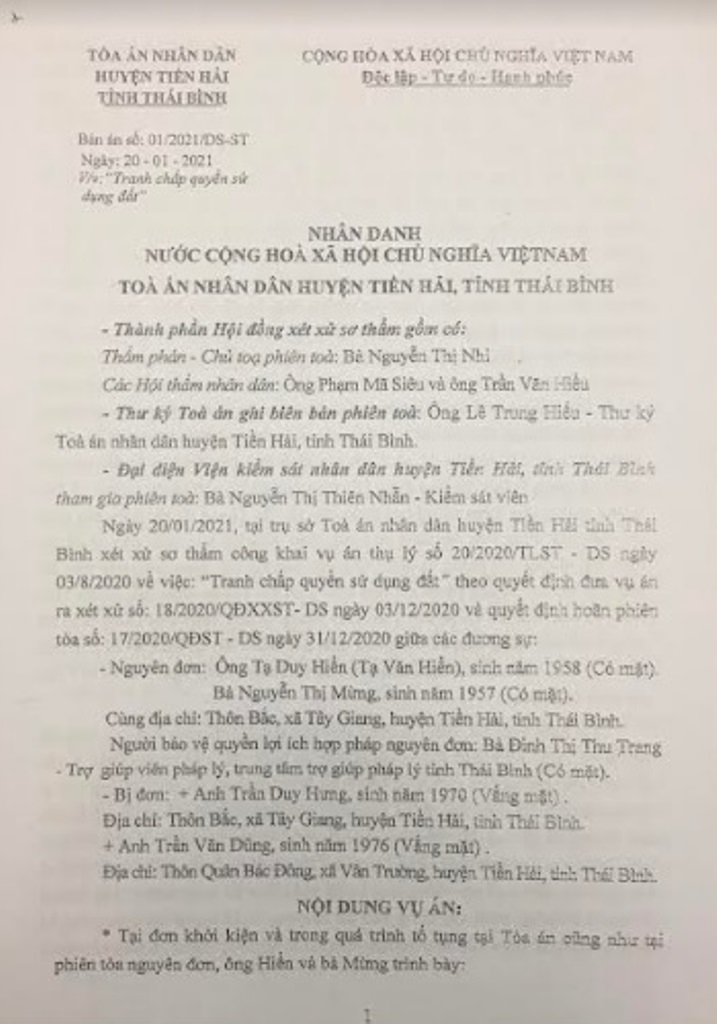 TÒA ÁN NHÂN DÂN
HUYỆN TIỀN HẢI
TỈNH THÁI BÌNH
CỘNG HÒA XÃ HỘI CHỦ NGHĨA VIỆT NAM
Độc lập - Tự do - Hạnh phúc
Bản án số: 01/2021/DS-ST
Ngày: 20 - 01 - 2021
V/v: "Tranh chấp quyền sử
dụng đất"
NHÂN DANH
NƯỚC CỘNG HOÀ XÃ HỘI CHỦ NGHĨA VIỆTNAM
TOÀ ÁN NHÂN DÂN HUYỆN TIỀN HẢI, TỈNH THÁI BÌNH
- Thành phần Hội đồng xét xử sơ thẩm gồm có:
Thẩm phán - Chủ toạ phiên toà: Bà Nguyễn Thị Nhi
Các Hội thẩm nhân dân: Ông Phạm Mã Siêu và ông Trần Văn Hiếu
- Thư ký Toà án ghi biên bản phiên toà: Ông Lê Trung Hiếu - Thư ký
Toà án nhân dân huyện Tiền Hải, tỉnh Thái Bình.
- Đại diện Viện kiểm sát nhân dân huyện Tiền Hải, tỉnh Thái Bình
tham gia phiên toà: Bà Nguyễn Thị Thiên Nhẫn - Kiểm sát viên
Ngày 20/01/2021, tại trụ sở Toà án nhân dân huyện Tiền Hải tỉnh Thái
Bình xét xử sơ thẩm công khai vụ án thụ lý số 20/2020/TLST - DS ngày
03/8/2020 về việc: "Tranh chấp quyền sử dụng đất" theo quyết định đưa vụ án
ra xét xử số: 18/2020/QĐXXST- DS ngày 03/12/2020 và quyết định hoãn phiên
tòa số: 17/2020/QĐST - DS ngày 31/12/2020 giữa các đương sự:
- Nguyên đơn: Ông Tạ Duy Hiển (Tạ Văn Hiển), sinh năm 1958 (Có mặt).
Bà Nguyễn Thị Mừng, sinh năm 1957 (Có mặt).
Cùng địa chỉ: Thôn Bắc, xã Tây Giang, huyện Tiền Hải, tỉnh Thái Bình.
Người bảo vệ quyền lợi ích hợp pháp nguyên đơn: Bà Đinh Thị Thu Trang
- Trợ giúp viên pháp lý, trung tâm trợ giúp pháp lý tỉnh Thái Bình (Có mặt).
- Bị đơn: + Anh Trần Duy Hưng, sinh năm 1970 (Vắng mặt) .
Địa chỉ: Thôn Bắc, xã Tây Giang, huyện Tiền Hải, tỉnh Thái Bình.
+ Anh Trần Văn Dũng, sinh năm 1976 (Vắng mặt) .
Địa chỉ: Thôn Quân Bác Đông, xã Vân Trường, huyện Tiền Hải, tỉnh Thái Bình.
NỘI DUNG VỤ ÁN:
* Tại đơn khởi kiện và trong quá trình tố tụng tại Tòa án cũng như tại
phiên tòa nguyên đơn, ông Hiển và bà Mừng trình bày:
1